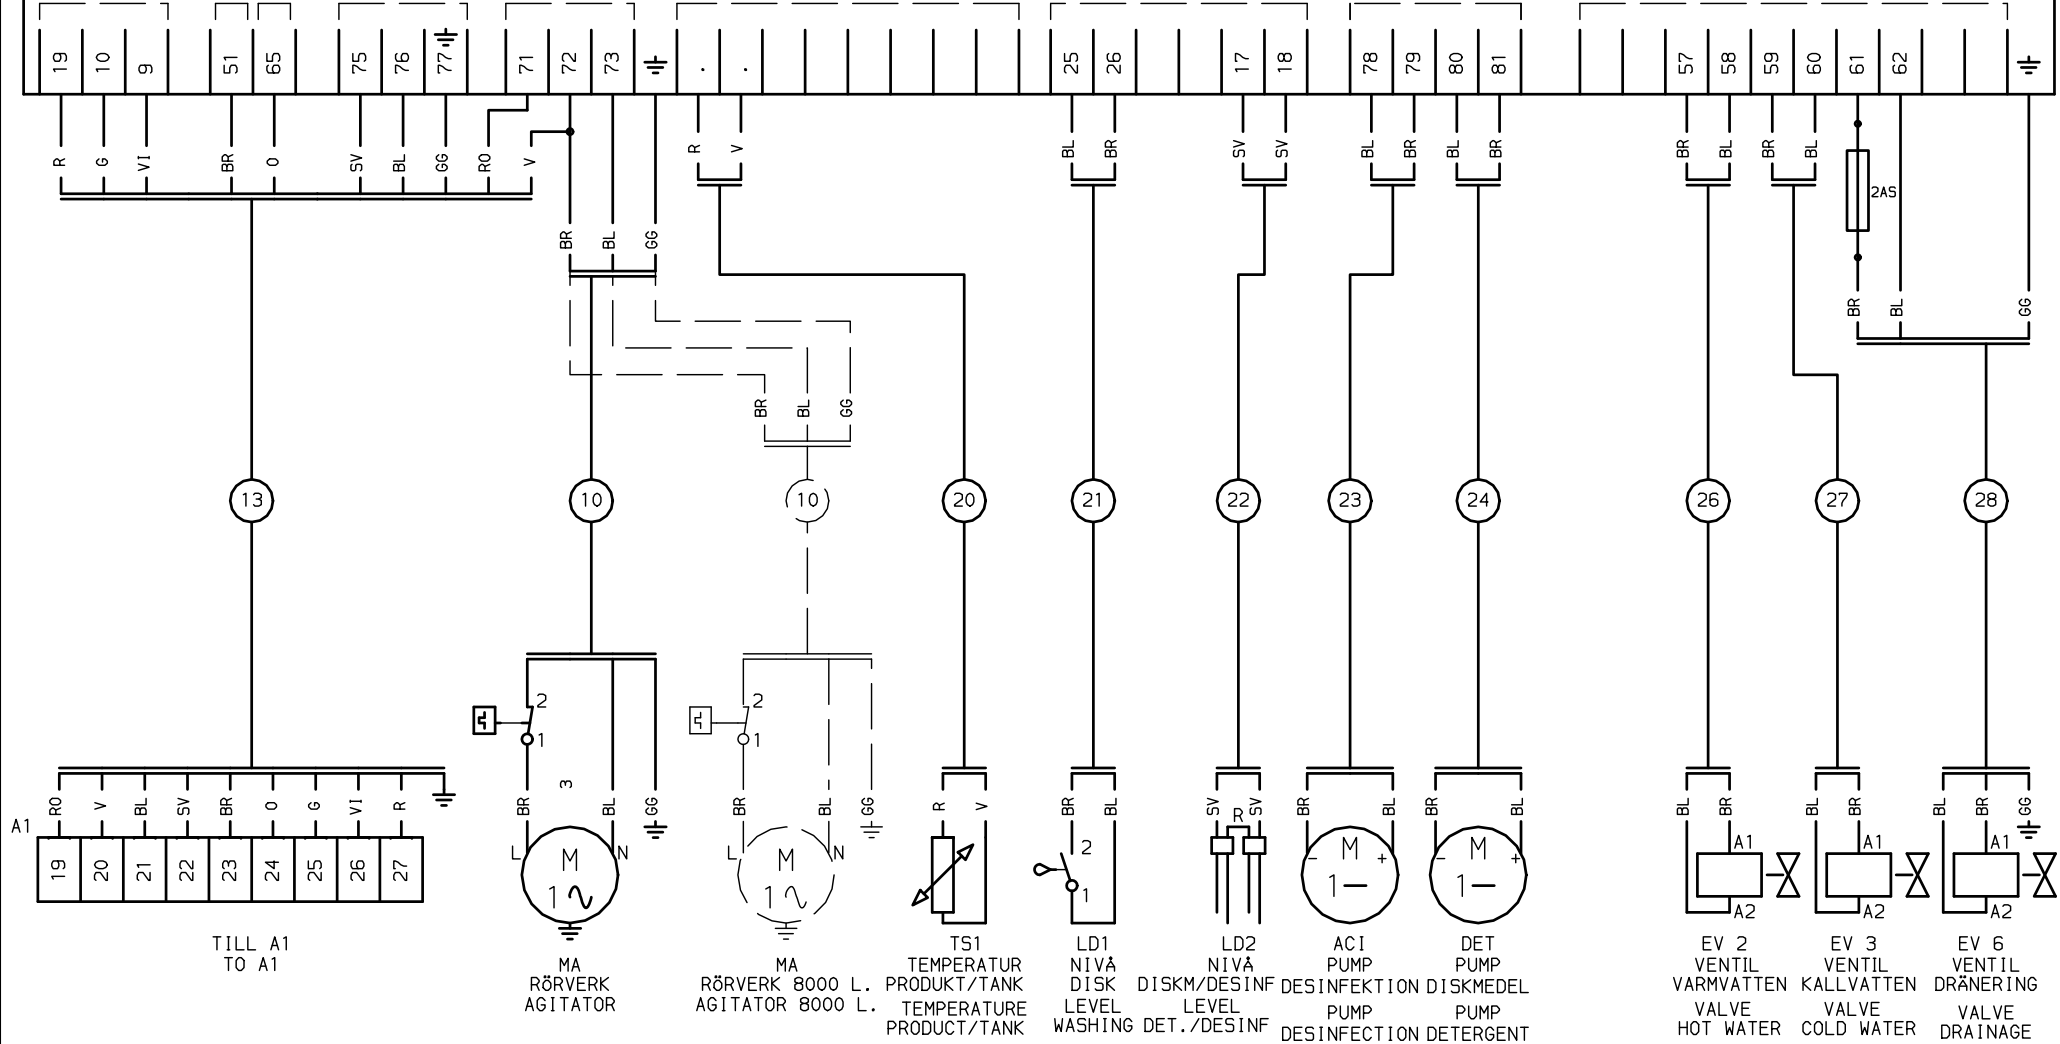 19 10 9 51 65 75 76 77 71 72 73 . . 25 26 17 18 78 79 80 81 57 58 59 60 61 62
R G VI BR O SV BL GG RO V R V BL BR SV SV BL BR BL BR BR BL BR BL
2AS
BR BL GG
BR BL GG
BR BL GG
13 10 10 20 21 22 23 24 26 27 28
2 2
1 1
3
RO V BL SV BR O G VI R BR BL GG BR BL GG R V BR BL SV R SV BR BL BR BL BL BR BL BR BL BR GG
A1
19 20 21 22 23 24 25 26 27
L N L N 2 - + - + A1 A1 A1
M M M M
1 1 1 1 1
A2 A2 A2
TILL A1
TO A1
MA
RÖRVERK
AGITATOR
MA
RÖRVERK 8000 L.
AGITATOR 8000 L.
TS1
TEMPERATUR
PRODUKT/TANK
TEMPERATURE
PRODUCT/TANK
LD1
NIVÅ
DISK
LEVEL
WASHING
LD2
NIVÅ
DISKM/DESINF
LEVEL
DET./DESINF
ACI
PUMP
DESINFEKTION
PUMP
DESINFECTION
DET
PUMP
DISKMEDEL
PUMP
DETERGENT
EV 2
VENTIL
VARMVATTEN
VALVE
HOT WATER
EV 3
VENTIL
KALLVATTEN
VALVE
COLD WATER
EV 6
VENTIL
DRÄNERING
VALVE
DRAINAGE